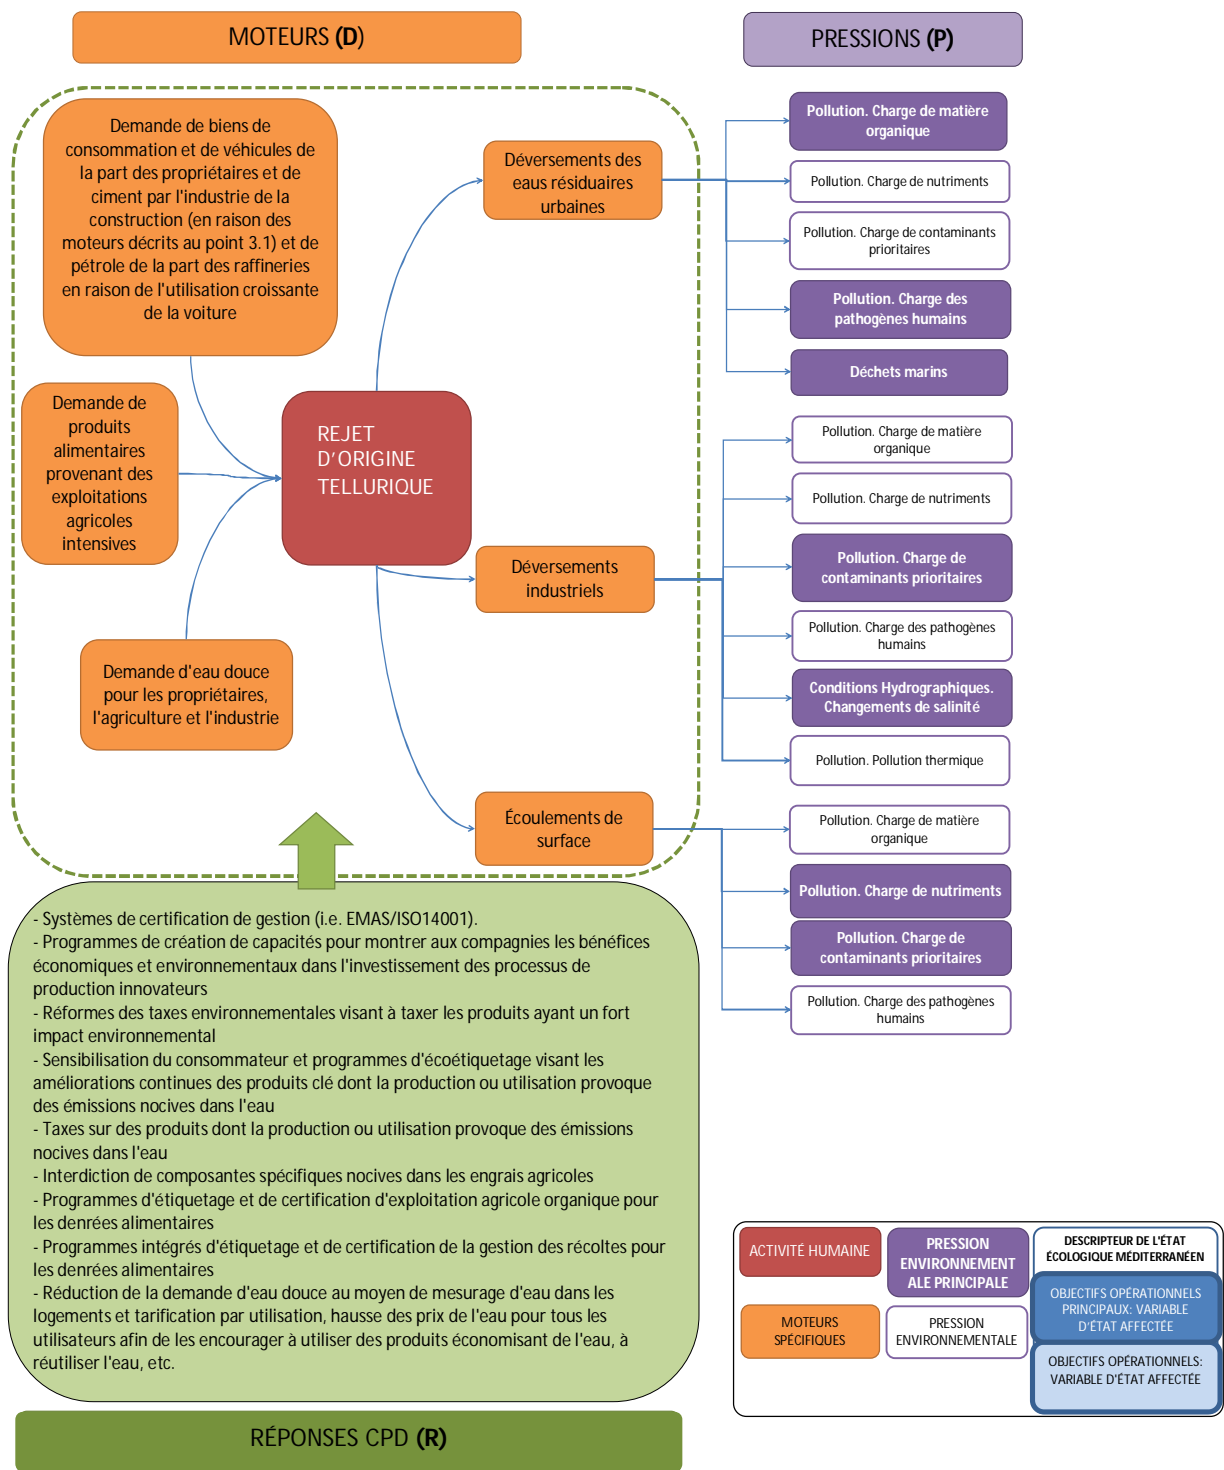 MOTEURS (D)
PRESSIONS (P)
Demande de biens de
consommation et de véhicules de
la part des propriétaires et de
ciment par l'industrie de la
construction (en raison des
moteurs décrits au point 3.1) et de
pétrole de la part des raffineries
en raison de l'utilisation croissante
de la voiture
Demande de
produits
alimentaires
provenant des
exploitations
agricoles
intensives
Demande d'eau douce
pour les propriétaires,
l'agriculture et l'industrie
REJET
D’ORIGINE
TELLURIQUE
Déversements des
eaus résiduaires
urbaines
Déversements
industriels
Écoulements de
surface
Pollution. Charge de matière
organique
Pollution. Charge de nutriments
Pollution. Charge de contaminants
prioritaires
Pollution. Charge des
pathogènes humains
Déchets marins
Pollution. Charge de matière
organique
Pollution. Charge de nutriments
Pollution. Charge de
contaminants prioritaires
Pollution. Charge des pathogènes
humains
Conditions Hydrographiques.
Changements de salinité
Pollution. Pollution thermique
Pollution. Charge de matière
organique
Pollution. Charge de nutriments
Pollution. Charge de
contaminants prioritaires
Pollution. Charge des pathogènes
humains
- Systèmes de certification de gestion (i.e. EMAS/ISO14001).
- Programmes de création de capacités pour montrer aux compagnies les bénéfices
économiques et environnementaux dans l'investissement des processus de
production innovateurs
- Réformes des taxes environnementales visant à taxer les produits ayant un fort
impact environnemental
- Sensibilisation du consommateur et programmes d'écoétiquetage visant les
améliorations continues des produits clé dont la production ou utilisation provoque
des émissions nocives dans l'eau
- Taxes sur des produits dont la production ou utilisation provoque des émissions
nocives dans l'eau
- Interdiction de composantes spécifiques nocives dans les engrais agricoles
- Programmes d'étiquetage et de certification d'exploitation agricole organique pour
les denrées alimentaires
- Programmes intégrés d'étiquetage et de certification de la gestion des récoltes pour
les denrées alimentaires
- Réduction de la demande d'eau douce au moyen de mesurage d'eau dans les
logements et tarification par utilisation, hausse des prix de l'eau pour tous les
utilisateurs afin de les encourager à utiliser des produits économisant de l'eau, à
réutiliser l'eau, etc.
RÉPONSES CPD (R)
ACTIVITÉ HUMAINE
PRESSION
ENVIRONNEMENT
ALE PRINCIPALE
DESCRIPTEUR DE L'ÉTAT
ÉCOLOGIQUE MÉDITERRANÉEN
OBJECTIFS OPÉRATIONNELS
PRINCIPAUX: VARIABLE
D'ÉTAT AFFECTÉE
MOTEURS
SPÉCIFIQUES
PRESSION
ENVIRONNEMENTALE
OBJECTIFS OPÉRATIONNELS:
VARIABLE D'ÉTAT AFFECTÉE